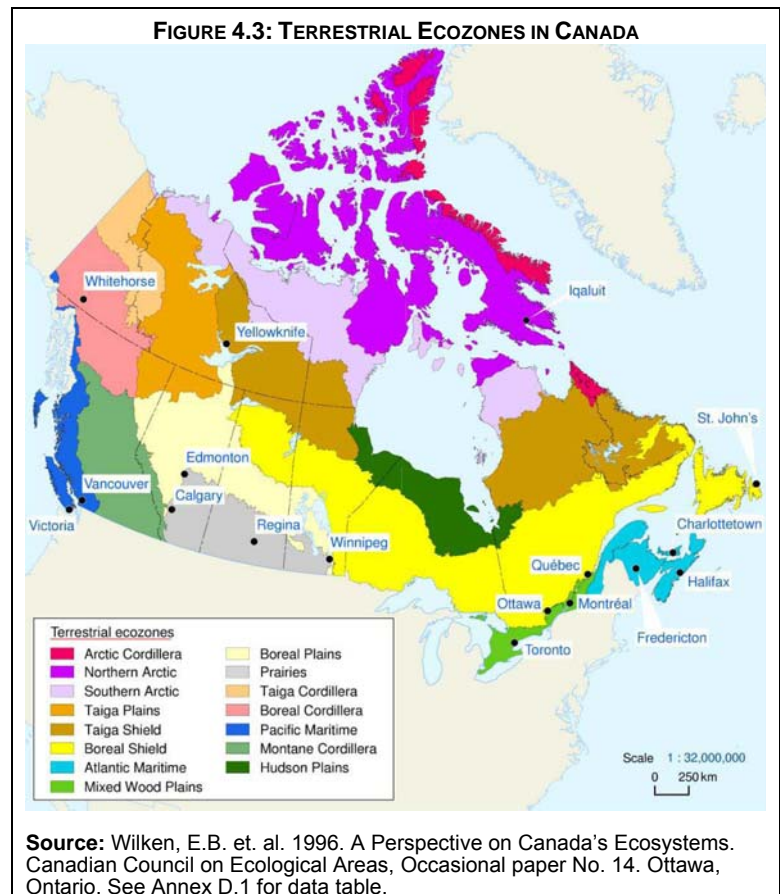 FIGURE 4.3: TERRESTRIAL ECOZONES IN CANADA
Whitehorse
Iqaluit
Yellowknife
St. John's
Edmonton
Vancouver
Calgary
Charlottetown
Victoria
Regina
Winnipeg
Québec
Halifax
Ottawa
Montréal
Fredericton
Toronto
Terrestrial ecozones
Arctic Cordillera
Northern Arctic
Southern Arctic
Taiga Plains
Taiga Shield
Boreal Shield
Atlantic Maritime
Mixed Wood Plains
Boreal Plains
Prairies
Taiga Cordillera
Boreal Cordillera
Pacific Maritime
Montane Cordillera
Hudson Plains
Scale 1 : 32,000,000
0 250 km
Source: Wilken, E.B. et. al. 1996. A Perspective on Canada's Ecosystems.
Canadian Council on Ecological Areas, Occasional paper No. 14. Ottawa,
Ontario. See Annex D.1 for data table.